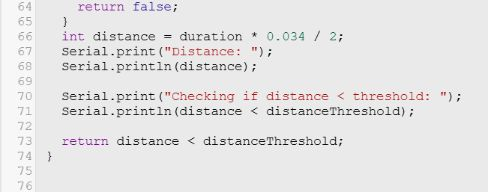 64 return false;
65 }
66 int distance = duration * 0.034 / 2;
67 Serial.print("Distance: ");
68 Serial.println(distance);
69
70 Serial.print("Checking if distance < threshold: ");
71 Serial.println(distance < distanceThreshold);
72
73 return distance < distanceThreshold;
74 }
75
76